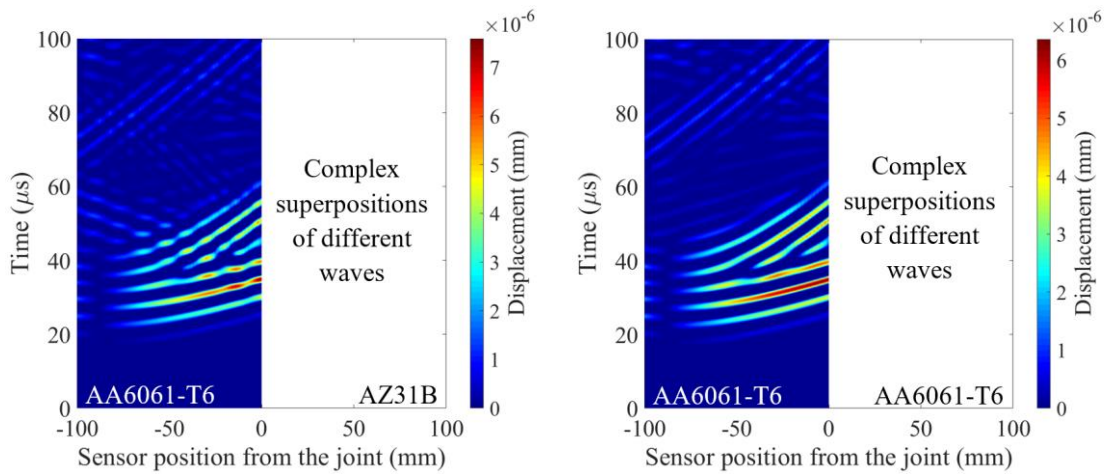 ×10⁻⁶
100
80
60
40
20
0
Time (μs)
-100
-50
0
50
100
Sensor position from the joint (mm)
AA6061-T6
AZ31B
Complex
superpositions
of different
waves
7
6
5
4
3
2
1
0
Displacement (mm)
×10⁻⁶
100
80
60
40
20
0
Time (μs)
-100
-50
0
50
100
Sensor position from the joint (mm)
AA6061-T6
AA6061-T6
Complex
superpositions
of different
waves
6
5
4
3
2
1
0
Displacement (mm)